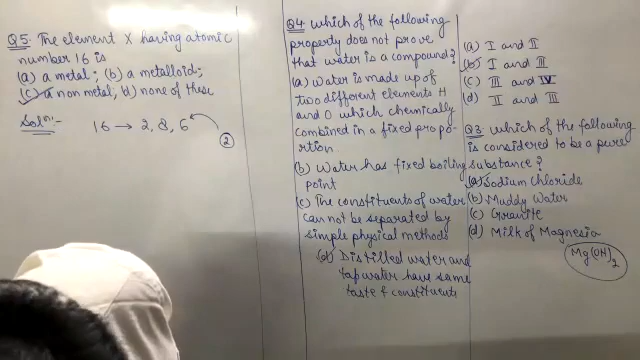 Q5: The element X having atomic
number 16 is
(a) a metal; (b) a metalloid;
(c) a non metal; (d) none of these
Solⁿ:-
16 → 2, 8, 6
2
Q4: which of the following
property does not prove
that water is a compound?
(a) Water is made up of
two different elements H
and O which chemically
combined in a fixed propo-
rtion.
(b) Water has fixed boiling
point
(c) The constituents of water
can not be separated by
simple physical methods
(d) Distilled water and
tap water have same
taste & constituents
(a) I and II
(b) I and III
(c) III and IV
(d) II and III
Q3: which of the following
is considered to be a pure
substance?
(a) Sodium chloride
(b) Muddy Water
(c) Granite
(d) Milk of Magnesia
Mg(OH)₂